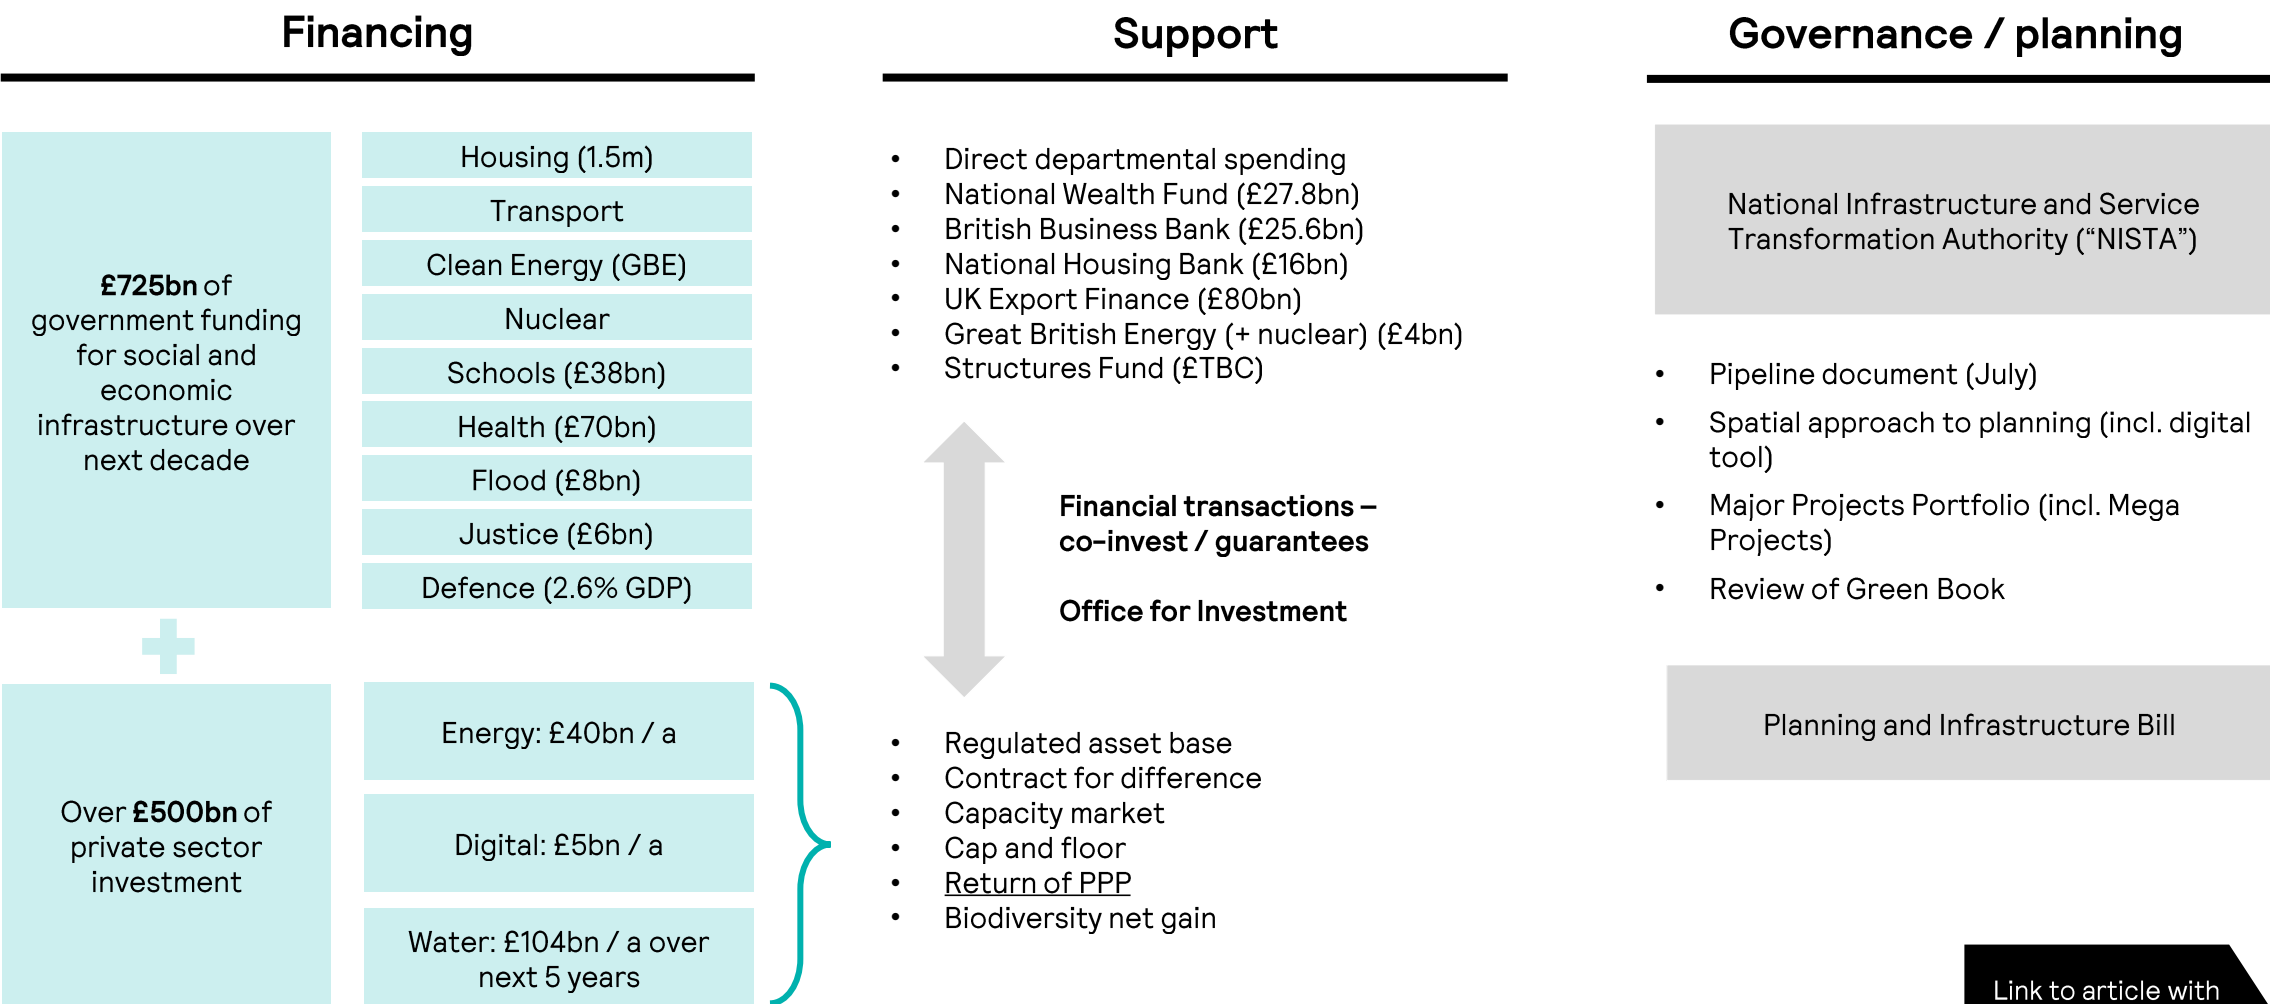 Financing
£725bn of
government funding
for social and
economic
infrastructure over
next decade
Housing (1.5m)
Transport
Clean Energy (GBE)
Nuclear
Schools (£38bn)
Health (£70bn)
Flood (£8bn)
Justice (£6bn)
Defence (2.6% GDP)
Over £500bn of
private sector
investment
Energy: £40bn / a
Digital: £5bn / a
Water: £104bn / a over
next 5 years
Support
• Direct departmental spending
• National Wealth Fund (£27.8bn)
• British Business Bank (£25.6bn)
• National Housing Bank (£16bn)
• UK Export Finance (£80bn)
• Great British Energy (+ nuclear) (£4bn)
• Structures Fund (£TBC)
Financial transactions –
co-invest / guarantees
Office for Investment
• Regulated asset base
• Contract for difference
• Capacity market
• Cap and floor
• Return of PPP
• Biodiversity net gain
Governance / planning
National Infrastructure and Service
Transformation Authority (“NISTA”)
• Pipeline document (July)
• Spatial approach to planning (incl. digital
tool)
• Major Projects Portfolio (incl. Mega
Projects)
• Review of Green Book
Planning and Infrastructure Bill
Link to article with